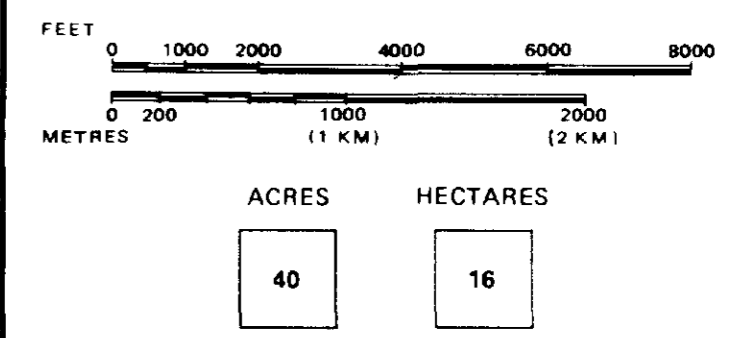 FEET
0 1000 2000 4000 6000 8000
0 200 1000 2000
METRES (1 KM) (2 KM)
ACRES HECTARES
40 16